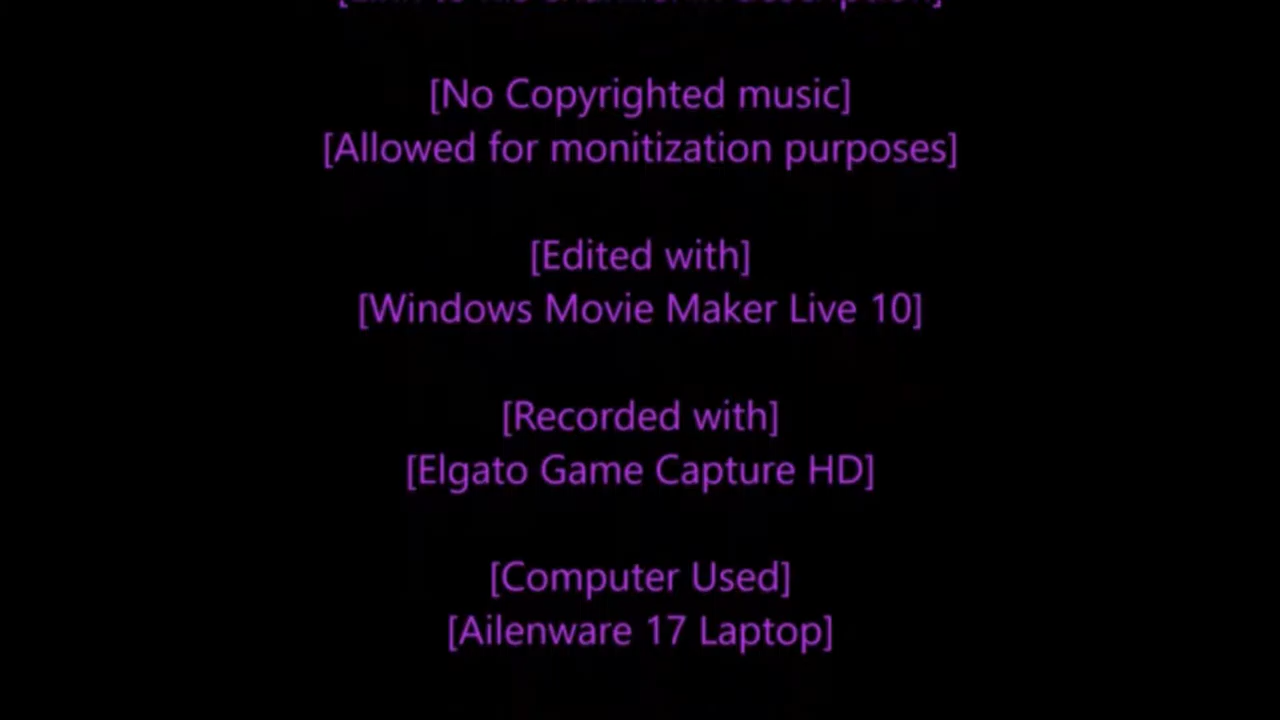 [No Copyrighted music]
[Allowed for monitization purposes]
[Edited with]
[Windows Movie Maker Live 10]
[Recorded with]
[Elgato Game Capture HD]
[Computer Used]
[Ailenware 17 Laptop]